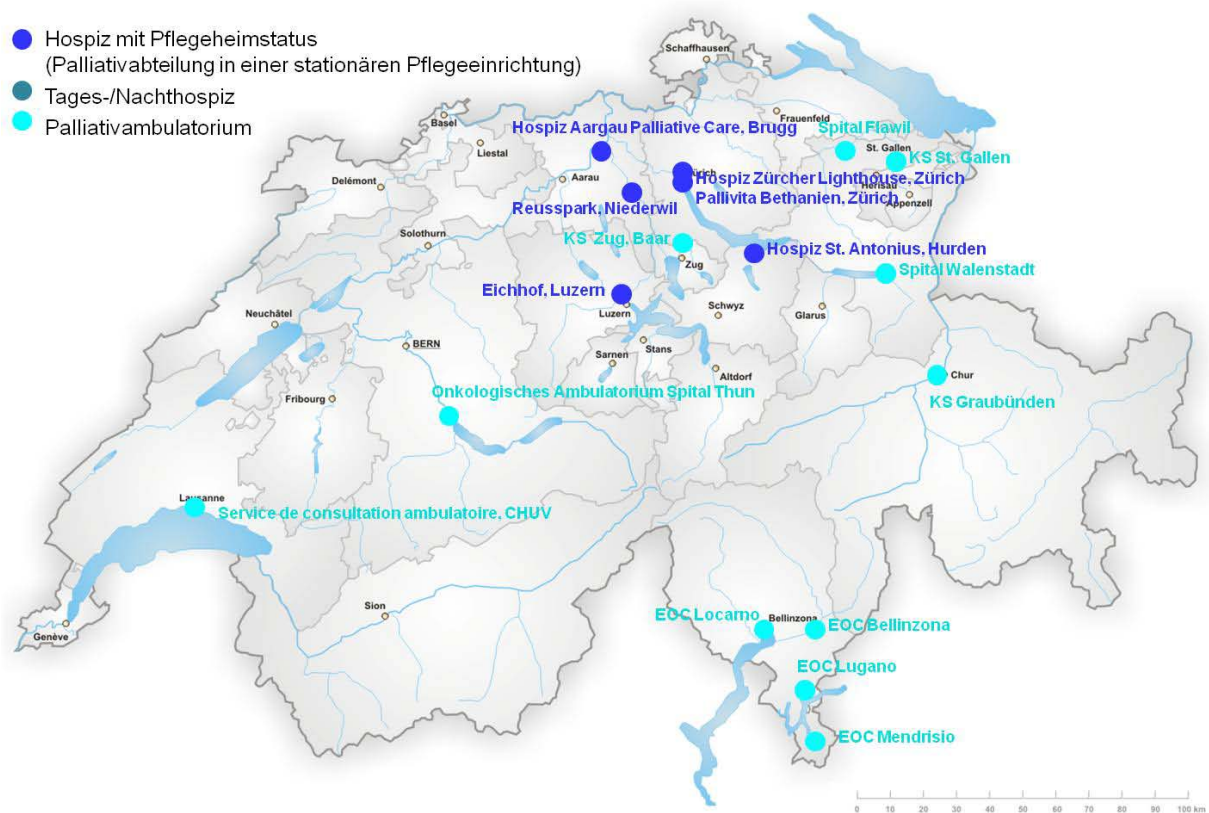 Hospiz mit Pflegeheimstatus
(Palliativabteilung in einer stationären Pflegeeinrichtung)
Tages-/Nachthospiz
Palliativambulatorium
Schaffhausen
Basel
Liestal
Hospiz Aargau Palliative Care, Brugg
Frauenfeld
Spital Flawil
St. Gallen
KS St. Gallen
Delémont
Aarau
Zürich
Hospiz Zürcher Lighthouse, Zürich
Herisau
Pallivita Bethanien, Zürich
Appenzell
Reusspark, Niederwil
Solothurn
KS Zug, Baar
Hospiz St. Antonius, Hurden
Zug
Spital Walenstadt
Eichhof, Luzern
Luzern
Schwyz
Glarus
Neuchâtel
BERN
Stans
Sarnen
Altdorf
Chur
Onkologisches Ambulatorium Spital Thun
Fribourg
KS Graubünden
Lausanne
Service de consultation ambulatoire, CHUV
Sion
EOC Locarno
Bellinzona
EOC Bellinzona
Genève
EOC Lugano
EOC Mendrisio
0 10 20 30 40 50 60 70 80 90 100 km